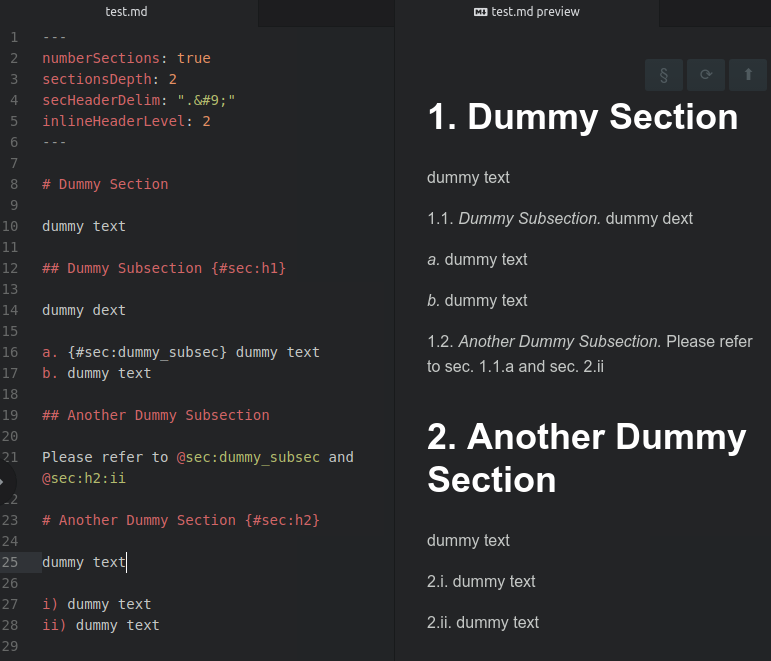 test.md
1 ---
2 numberSections: true
3 sectionsDepth: 2
4 secHeaderDelim: ".&#9;"
5 inlineHeaderLevel: 2
6 ---
7
8 # Dummy Section
9
10 dummy text
11
12 ## Dummy Subsection {#sec:h1}
13
14 dummy dext
15
16 a. {#sec:dummy_subsec} dummy text
17 b. dummy text
18
19 ## Another Dummy Subsection
20
21 Please refer to @sec:dummy_subsec and
@sec:h2:ii
22
23 # Another Dummy Section {#sec:h2}
24
25 dummy text
26
27 i) dummy text
28 ii) dummy text
29
M↓ test.md preview
§ ⟳ ⬆
1. Dummy Section
dummy text
1.1. Dummy Subsection. dummy dext
a. dummy text
b. dummy text
1.2. Another Dummy Subsection. Please refer
to sec. 1.1.a and sec. 2.ii
2. Another Dummy
Section
dummy text
2.i. dummy text
2.ii. dummy text